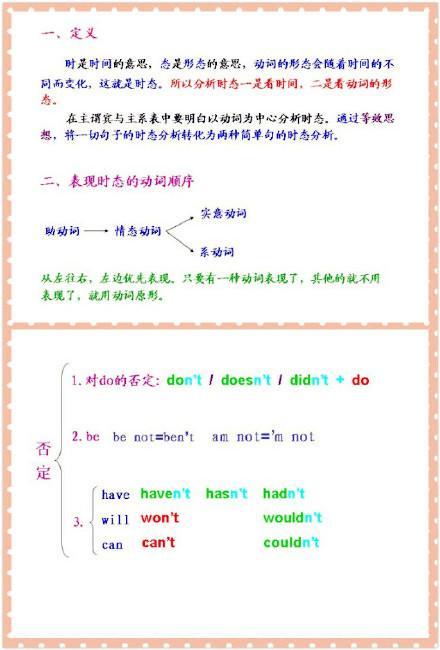 一、定义
时是时间的意思，态是形态的意思，动词的形态会随着时间的不
同而变化，这就是时态。所以分析时态一是看时间，二是看动词的形
态。
在主谓宾与主系表中要明白以动词为中心分析时态。通过等效思
想，将一切句子的时态分析转化为两种简单句的时态分析。
二、表现时态的动词顺序
实意动词
助动词 情态动词
系动词
从左往右，左边优先表现。只要有一种动词表现了，其他的就不用
表现了，就用动词原形。
否定
1. 对do的否定: don't / doesn't / didn't + do
2. be be not=ben't am not='m not
3.
have haven't hasn't hadn't
will won't wouldn't
can can't couldn't